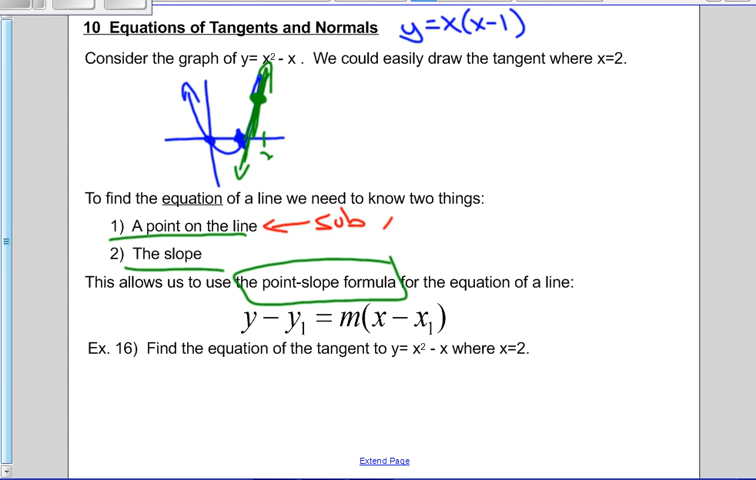 10 Equations of Tangents and Normals y=x(x-1)
Consider the graph of y= x² - x . We could easily draw the tangent where x=2.
2
To find the equation of a line we need to know two things:
1) A point on the line ← sub
2) The slope
This allows us to use the point-slope formula for the equation of a line:
y − y₁ = m(x − x₁)
Ex. 16) Find the equation of the tangent to y= x² - x where x=2.
Extend Page